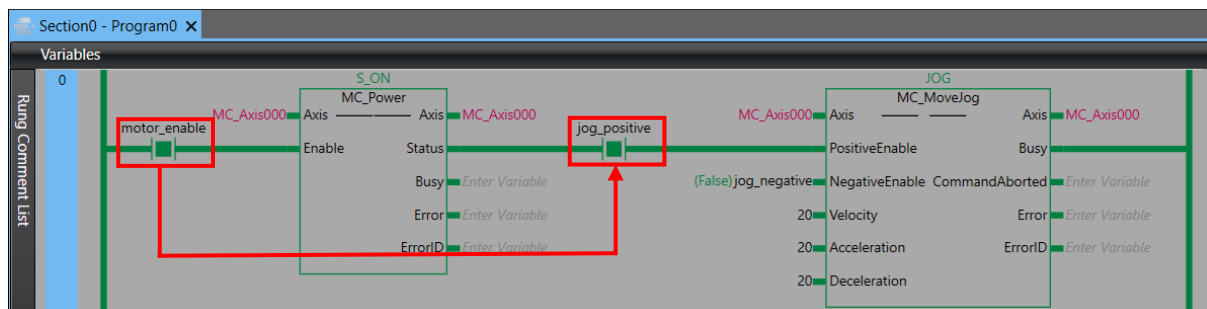 Section0 - Program0 ×
Variables
Rung Comment List
0
S_ON
MC_Power
MC_Axis000 Axis Axis MC_Axis000
motor_enable
Enable Status
Busy Enter Variable
Error Enter Variable
ErrorID Enter Variable
jog_positive
JOG
MC_MoveJog
MC_Axis000 Axis Axis MC_Axis000
PositiveEnable Busy
(False) jog_negative NegativeEnable CommandAborted Enter Variable
20 Velocity Error Enter Variable
20 Acceleration ErrorID Enter Variable
20 Deceleration